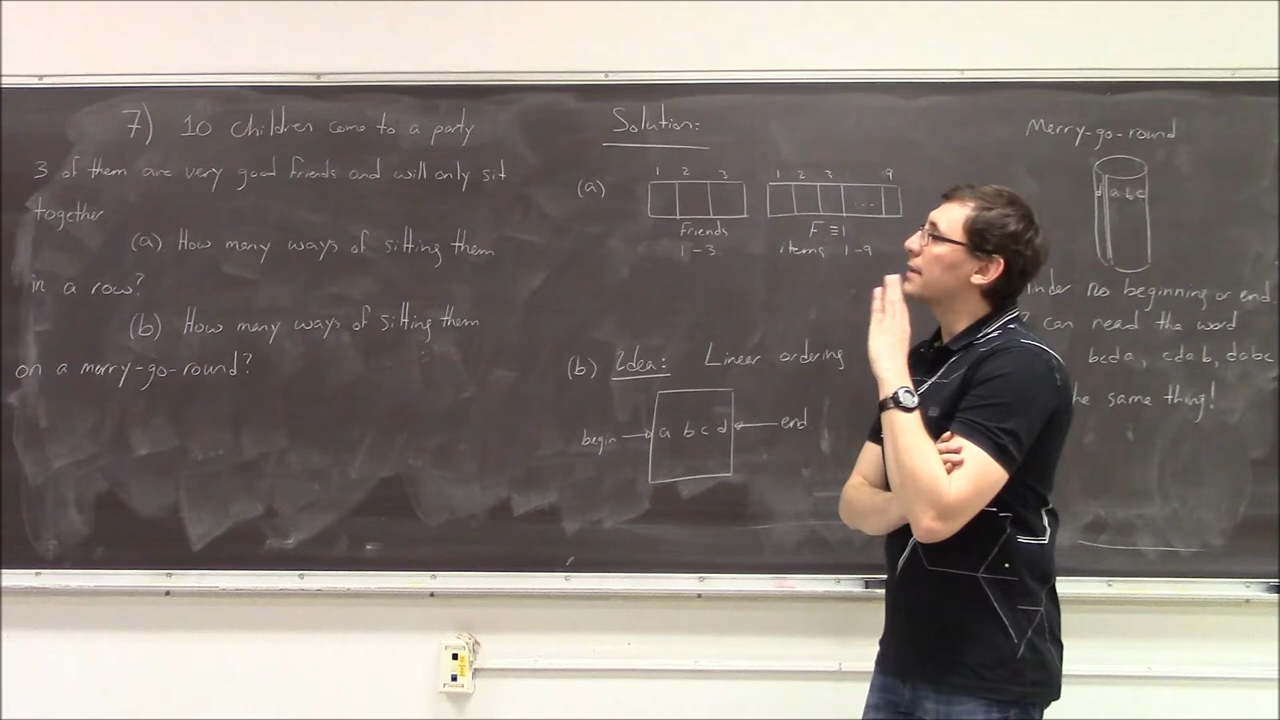 7) 10 children come to a party
3 of them are very good friends and will only sit
together
(a) How many ways of sitting them
in a row?
(b) How many ways of sitting them
on a merry-go-round?
Solution:
(a)
1 2 3
1 2 3 9
...
Friends
1 – 3
F ≡ 1
items 1 – 9
(b) Idea: Linear ordering
begin → a b c d ← end
Merry-go-round
d a b c
no beginning or end
? can read the word
bcda, cdab, dabc
same thing!